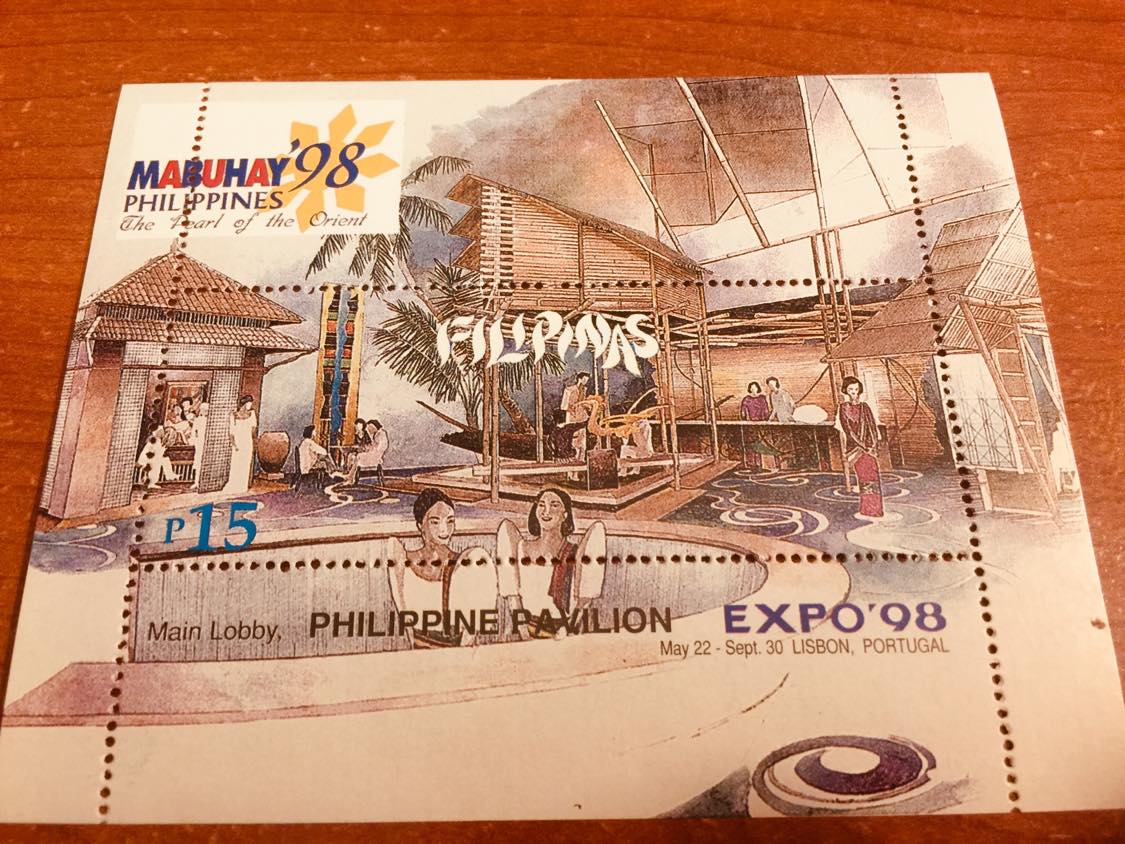 MABUHAY'98
PHILIPPINES
The Pearl of the Orient
FILIPINAS
P15
Main Lobby, PHILIPPINE PAVILION EXPO'98
May 22 - Sept. 30 LISBON, PORTUGAL